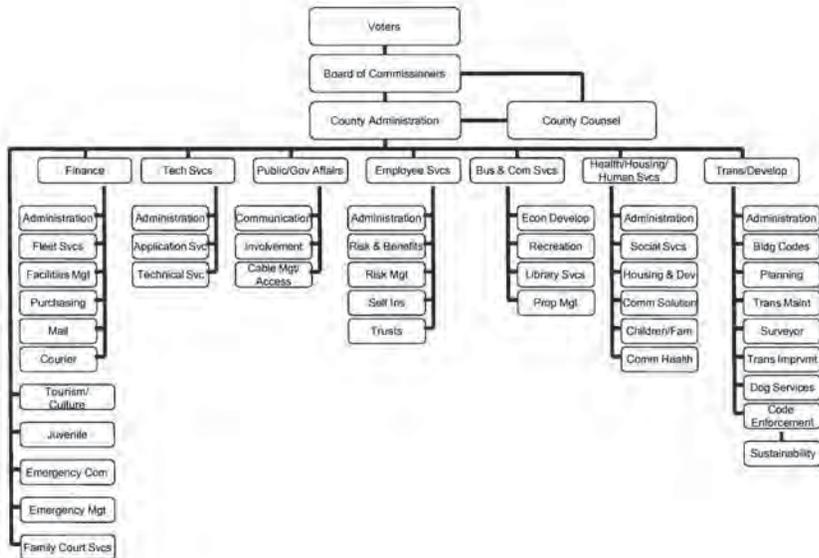 Voters
Board of Commissioners
County Administration
County Counsel
Finance
Tech Svcs
Public/Gov Affairs
Employee Svcs
Bus & Com Svcs
Health/Housing/
Human Svcs
Trans/Develop
Administration
Fleet Svcs
Facilities Mgt
Purchasing
Mail
Courier
Administration
Application Svc
Technical Svc
Communication
Involvement
Cable Mgt/
Access
Administration
Risk & Benefits
Risk Mgt
Self Ins
Trusts
Econ Develop
Recreation
Library Svcs
Prop Mgt
Administration
Social Svcs
Housing & Dev
Comm Solution
Children/Fam
Comm Health
Administration
Bldg Codes
Planning
Trans Maint
Surveyor
Trans Imprvmt
Dog Services
Code
Enforcement
Sustainability
Tourism/
Culture
Juvenile
Emergency Com
Emergency Mgt
Family Court Svcs